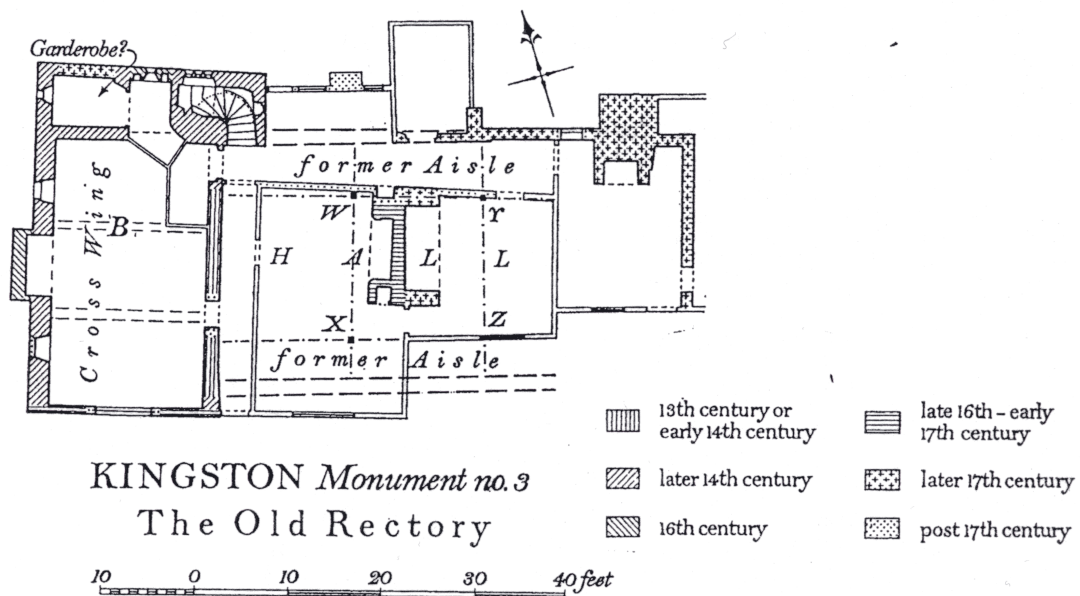 Garderobe?
former Aisle
Cross Wing
B
W
Y
H A L L
X
Z
former Aisle
13th century or
early 14th century
later 14th century
16th century
late 16th – early
17th century
later 17th century
post 17th century
KINGSTON Monument no. 3
The Old Rectory
10 0 10 20 30 40 feet